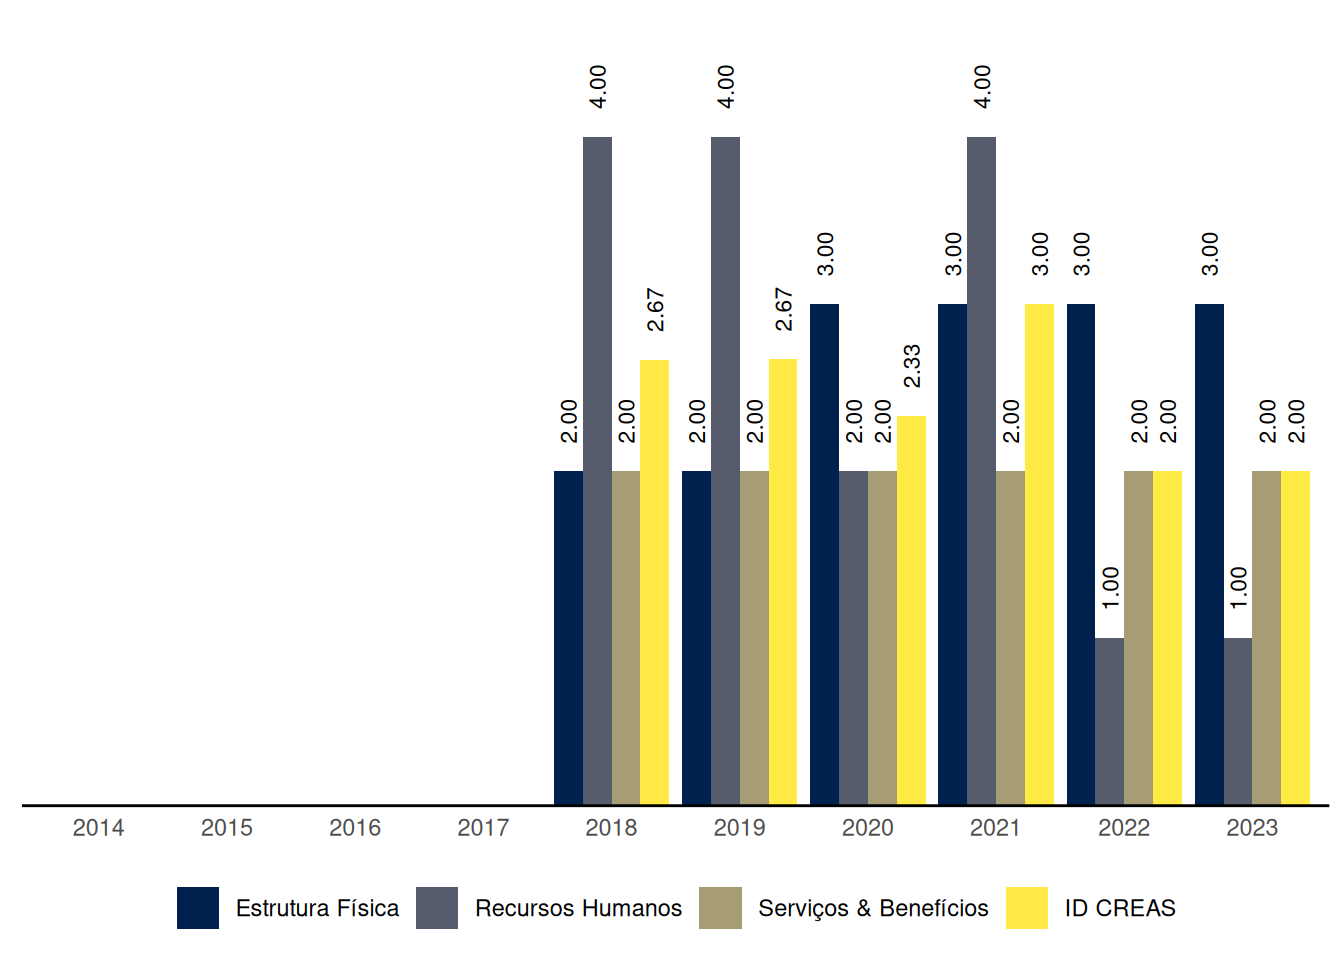 4.00 4.00 4.00
3.00 3.00 3.00 3.00 3.00
2.67 2.67
2.33
2.00 2.00 2.00 2.00 2.00 2.00 2.00 2.00 2.00 2.00 2.00
1.00 1.00
2014 2015 2016 2017 2018 2019 2020 2021 2022 2023
Estrutura Física Recursos Humanos Serviços & Benefícios ID CREAS